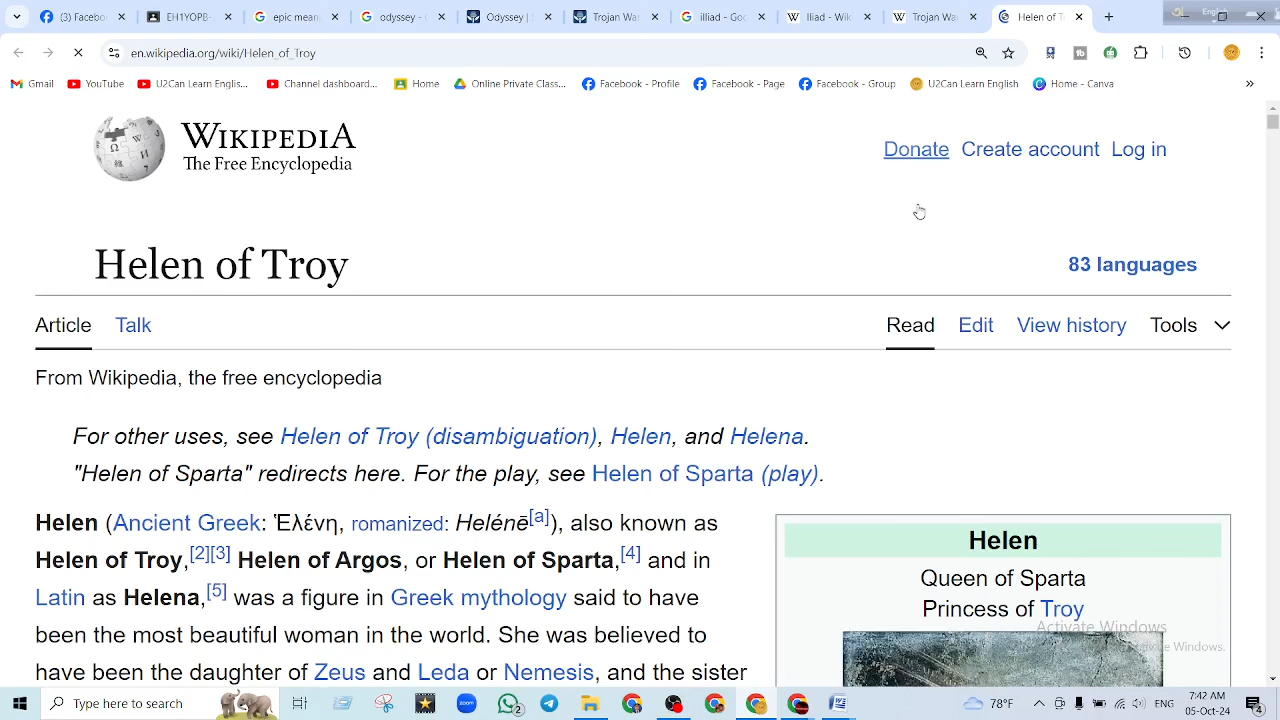 3) Faceboo
EH1YOPB-
epic mean
odyssey - G
Odyssey |
Trojan Wa
illiad - Goo
Iliad - Wik
Trojan Wa
Helen of T
English
en.wikipedia.org/wiki/Helen_of_Troy
Gmail
YouTube
U2Can Learn Englis...
Channel dashboard...
Home
Online Private Class...
Facebook - Profile
Facebook - Page
Facebook - Group
U2Can Learn English
Home - Canva
WIKIPEDIA
The Free Encyclopedia
Donate Create account Log in
Helen of Troy
83 languages
Article Talk
Read Edit View history Tools
From Wikipedia, the free encyclopedia
For other uses, see Helen of Troy (disambiguation), Helen, and Helena.
"Helen of Sparta" redirects here. For the play, see Helen of Sparta (play).
Helen (Ancient Greek: Ἑλένη, romanized: Helénē[a]), also known as
Helen of Troy,[2][3] Helen of Argos, or Helen of Sparta,[4] and in
Latin as Helena,[5] was a figure in Greek mythology said to have
been the most beautiful woman in the world. She was believed to
have been the daughter of Zeus and Leda or Nemesis, and the sister
Helen
Queen of Sparta
Princess of Troy
Activate Windows
Windows.
Type here to search
zoom
2
78°F
ENG
7:42 AM
05-Oct-24
4